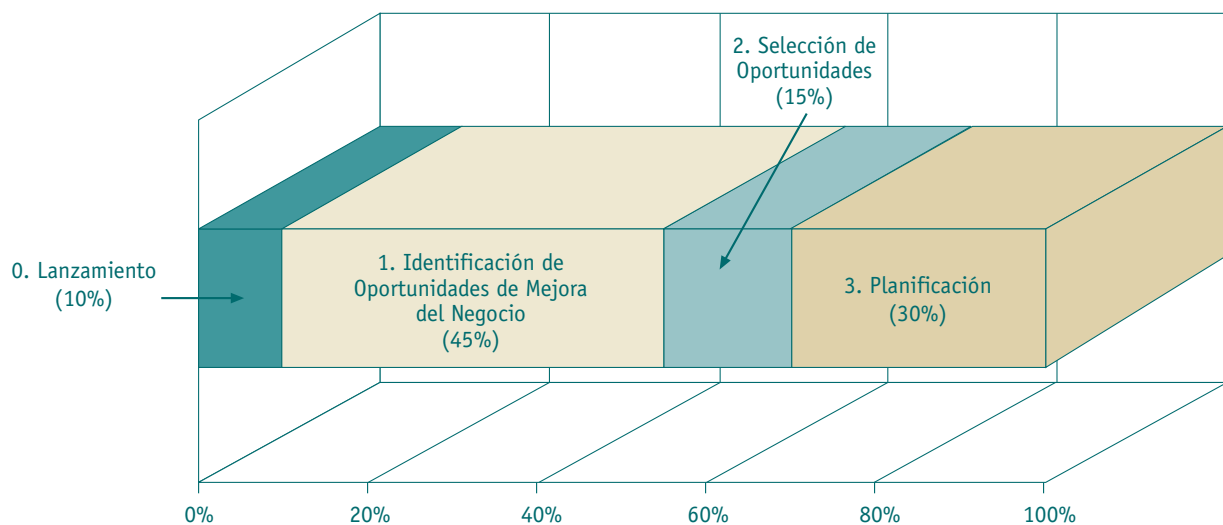 2. Selección de
Oportunidades
(15%)
0. Lanzamiento
(10%)
1. Identificación de
Oportunidades de Mejora
del Negocio
(45%)
3. Planificación
(30%)
0%
20%
40%
60%
80%
100%